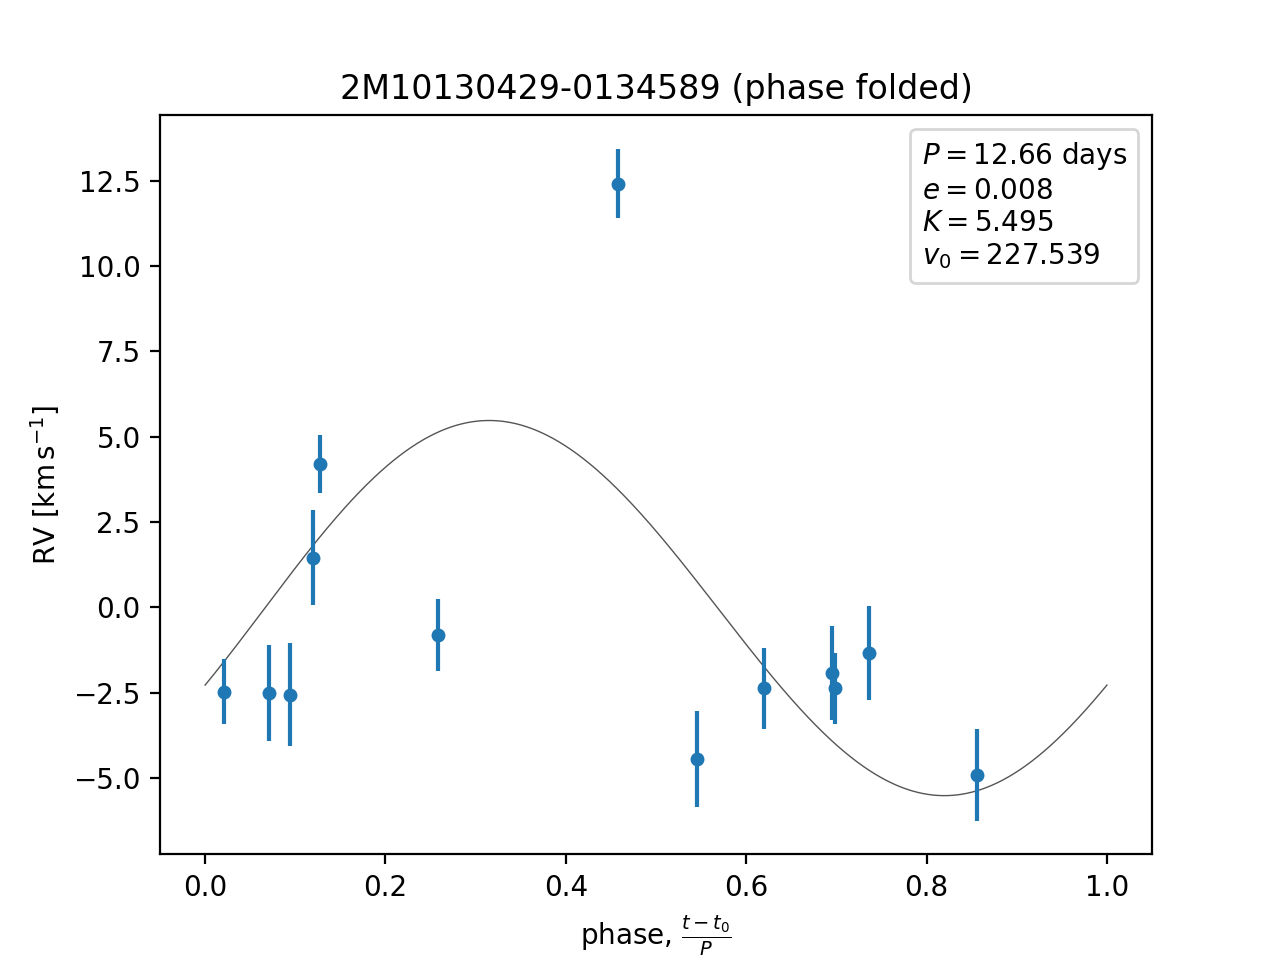 2M10130429-0134589 (phase folded)
P = 12.66 days
e = 0.008
K = 5.495
v₀ = 227.539
12.5
10.0
7.5
5.0
2.5
0.0
−2.5
−5.0
RV [km s⁻¹]
0.0 0.2 0.4 0.6 0.8 1.0
phase, (t − t₀)/P